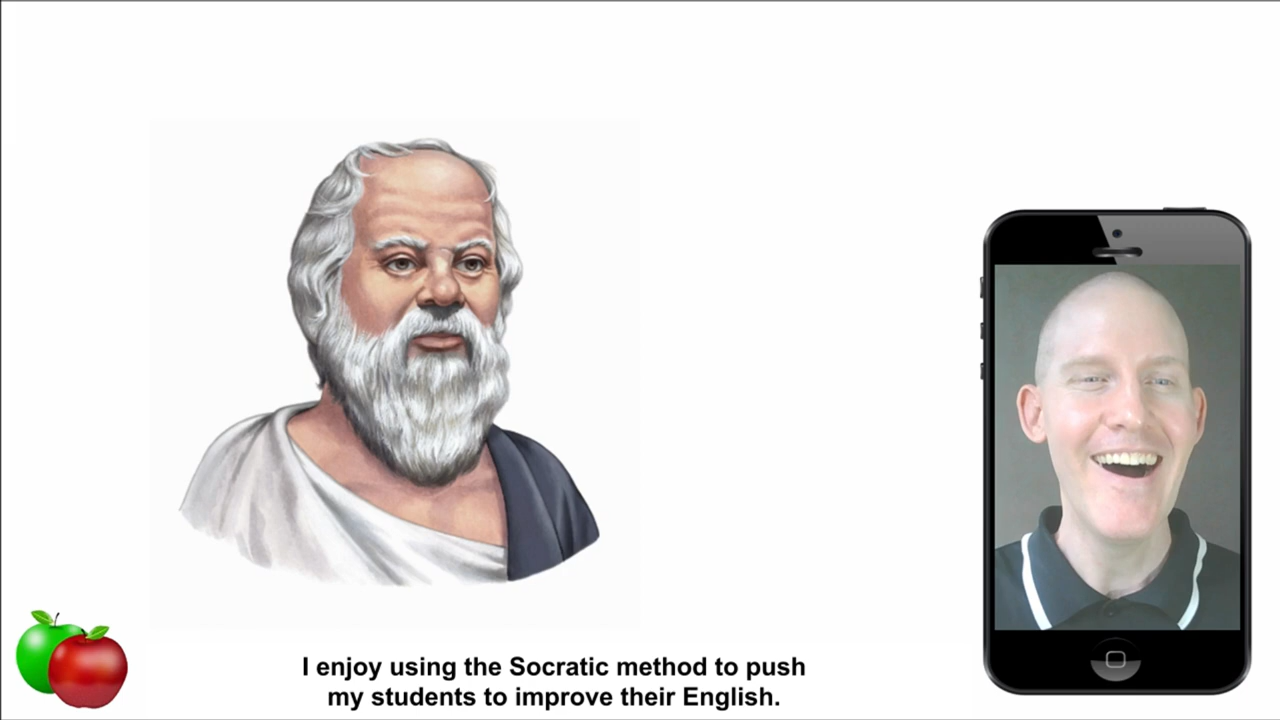 I enjoy using the Socratic method to push
my students to improve their English.